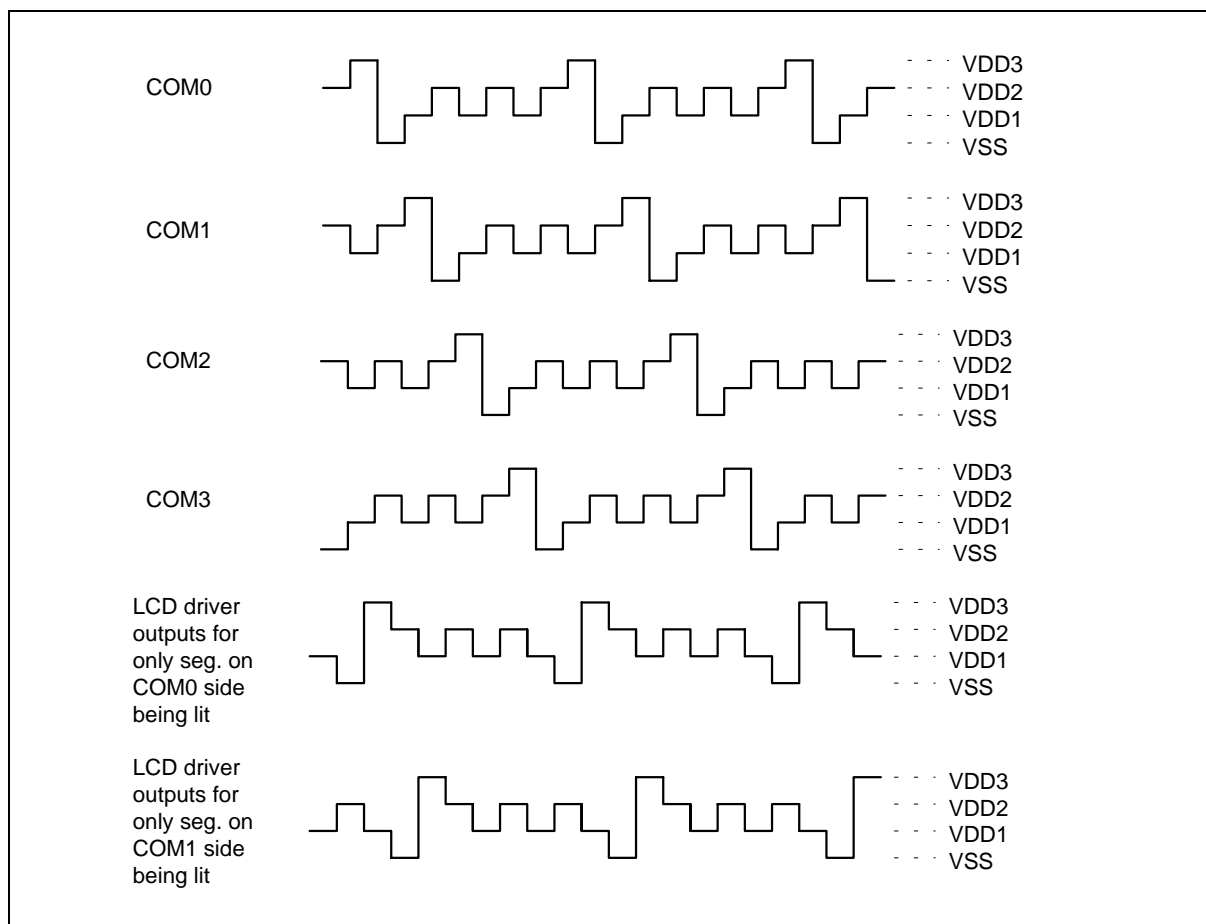 COM0
VDD3
VDD2
VDD1
VSS
COM1
VDD3
VDD2
VDD1
VSS
COM2
VDD3
VDD2
VDD1
VSS
COM3
VDD3
VDD2
VDD1
VSS
LCD driver
outputs for
only seg. on
COM0 side
being lit
VDD3
VDD2
VDD1
VSS
LCD driver
outputs for
only seg. on
COM1 side
being lit
VDD3
VDD2
VDD1
VSS